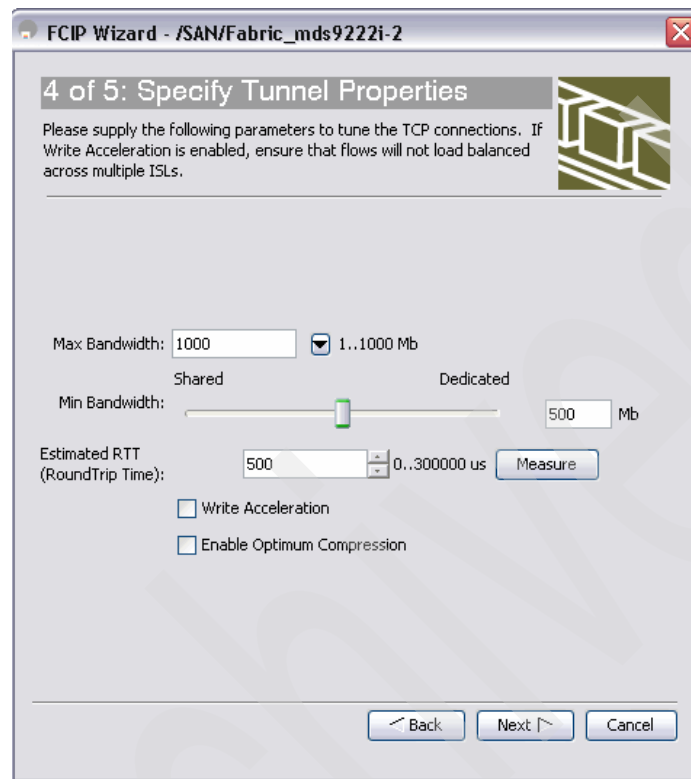 FCIP Wizard - /SAN/Fabric_mds9222i-2
4 of 5: Specify Tunnel Properties
Please supply the following parameters to tune the TCP connections. If
Write Acceleration is enabled, ensure that flows will not load balanced
across multiple ISLs.
Max Bandwidth: 1000 1..1000 Mb
Shared Dedicated
Min Bandwidth: 500 Mb
Estimated RTT
(RoundTrip Time): 500 0..300000 us Measure
Write Acceleration
Enable Optimum Compression
Back Next Cancel